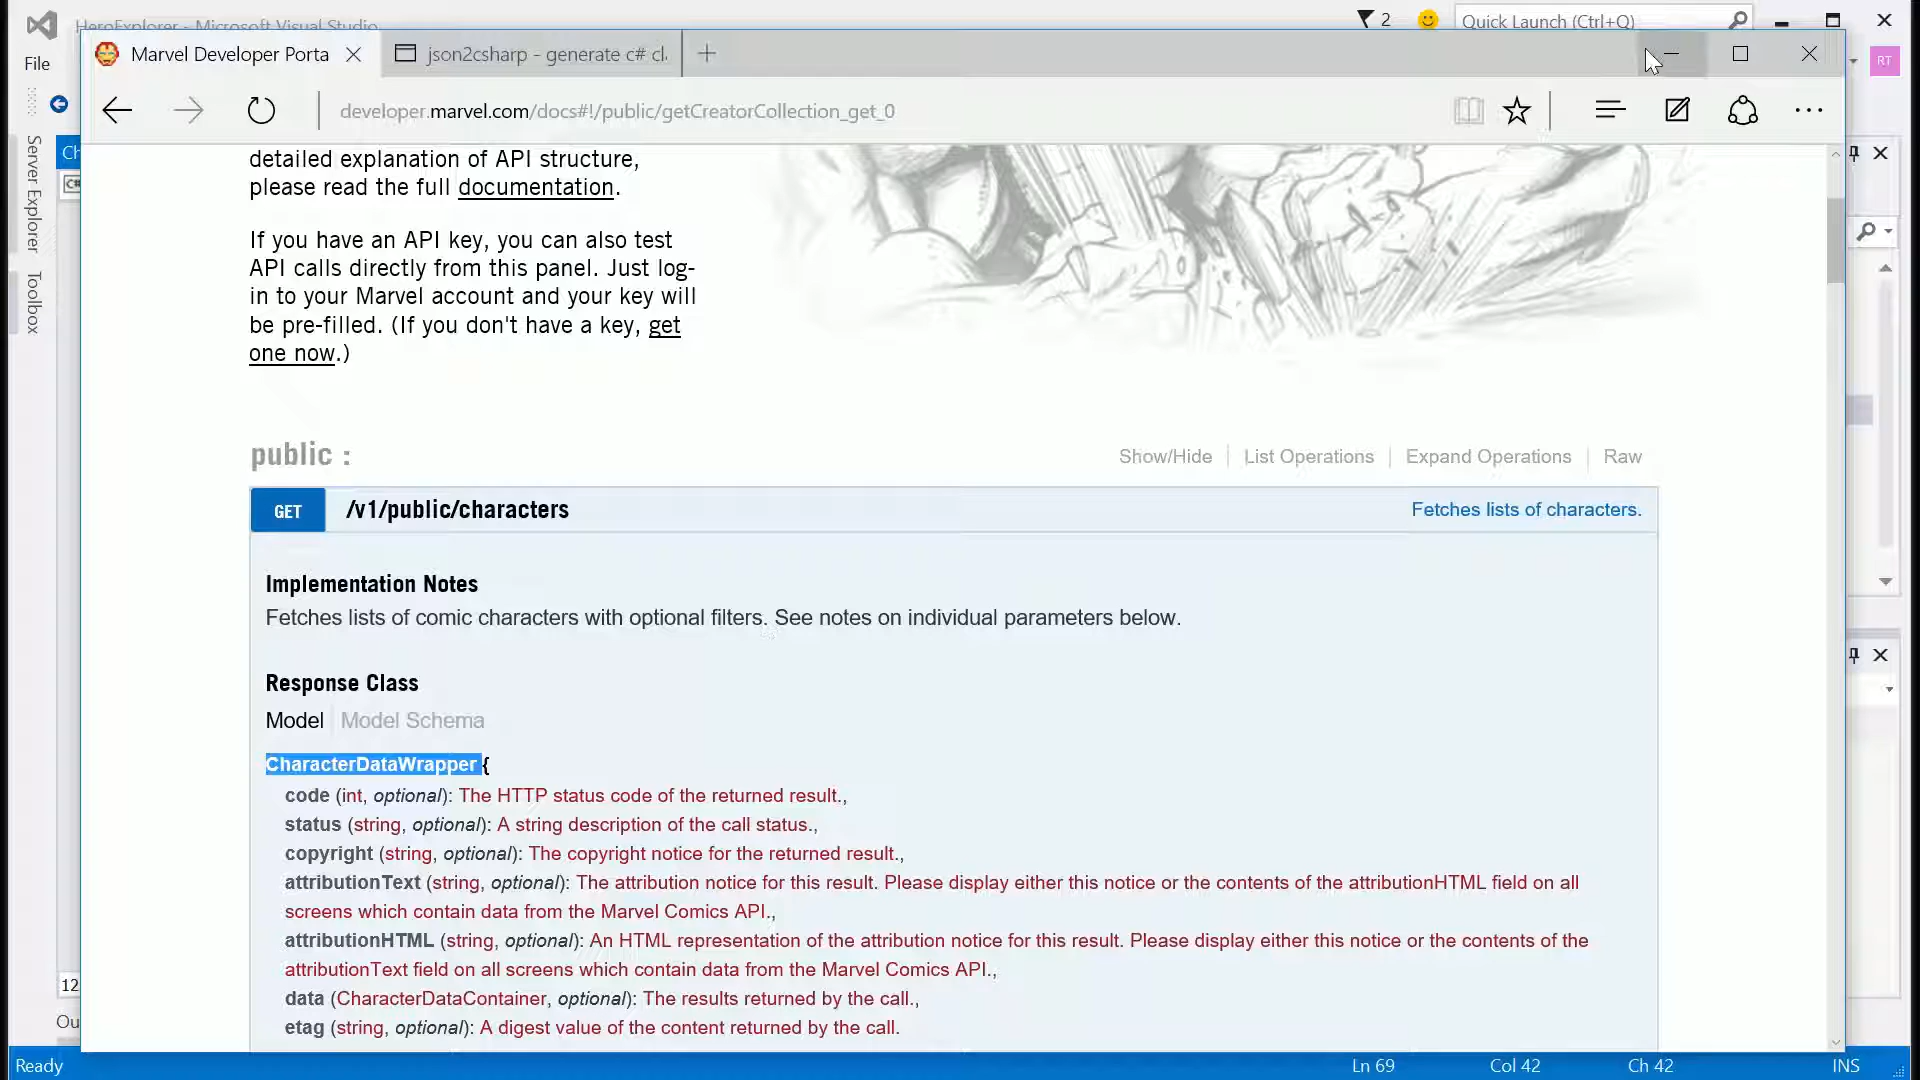 HeroExplorer - Microsoft Visual Studio
2
Quick Launch (Ctrl+Q)
File
RT
Marvel Developer Porta
json2csharp - generate c# cl
developer.marvel.com/docs#!/public/getCreatorCollection_get_0
Server Explorer
Toolbox
Ch
C#
detailed explanation of API structure,
please read the full documentation.
If you have an API key, you can also test
API calls directly from this panel. Just log-
in to your Marvel account and your key will
be pre-filled. (If you don't have a key, get
one now.)
public :
Show/Hide
List Operations
Expand Operations
Raw
GET
/v1/public/characters
Fetches lists of characters.
Implementation Notes
Fetches lists of comic characters with optional filters. See notes on individual parameters below.
Response Class
Model
Model Schema
CharacterDataWrapper {
code (int, optional): The HTTP status code of the returned result.,
status (string, optional): A string description of the call status.,
copyright (string, optional): The copyright notice for the returned result.,
attributionText (string, optional): The attribution notice for this result. Please display either this notice or the contents of the attributionHTML field on all
screens which contain data from the Marvel Comics API.,
attributionHTML (string, optional): An HTML representation of the attribution notice for this result. Please display either this notice or the contents of the
attributionText field on all screens which contain data from the Marvel Comics API.,
data (CharacterDataContainer, optional): The results returned by the call.,
etag (string, optional): A digest value of the content returned by the call.
12
Ou
Ready
Ln 69
Col 42
Ch 42
INS